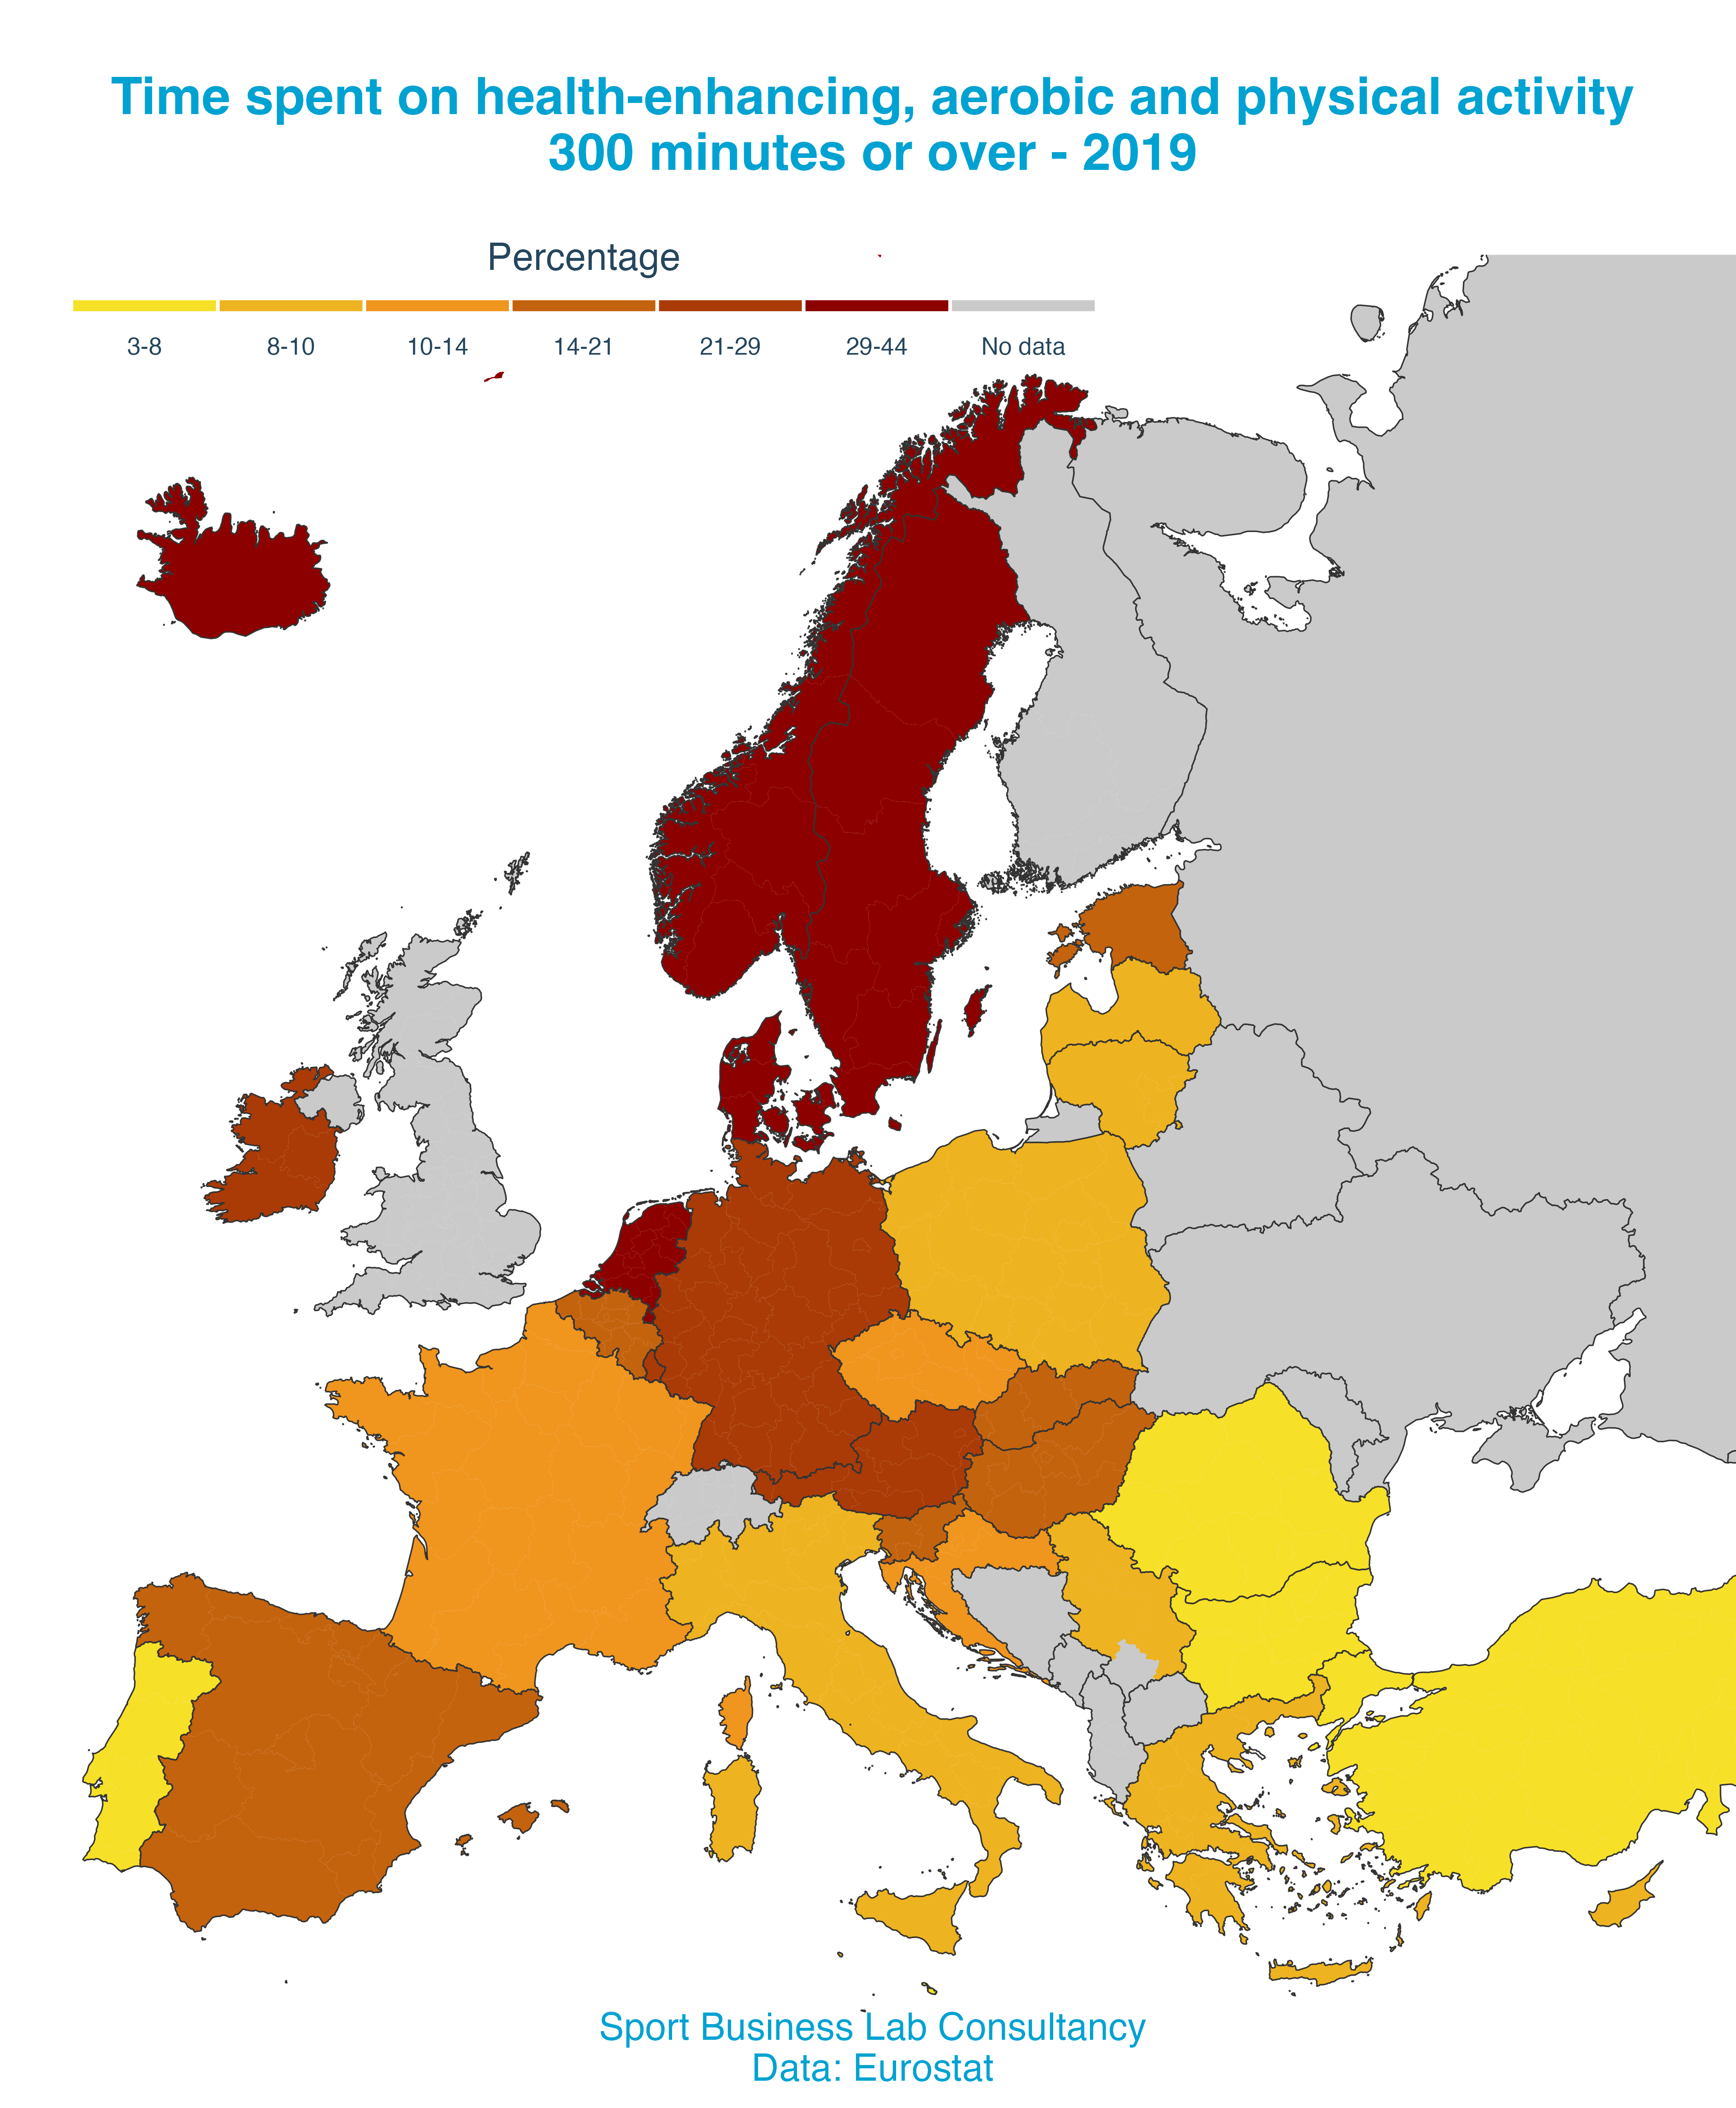 Time spent on health-enhancing, aerobic and physical activity
300 minutes or over - 2019
Percentage
3-8 8-10 10-14 14-21 21-29 29-44 No data
Sport Business Lab Consultancy
Data: Eurostat